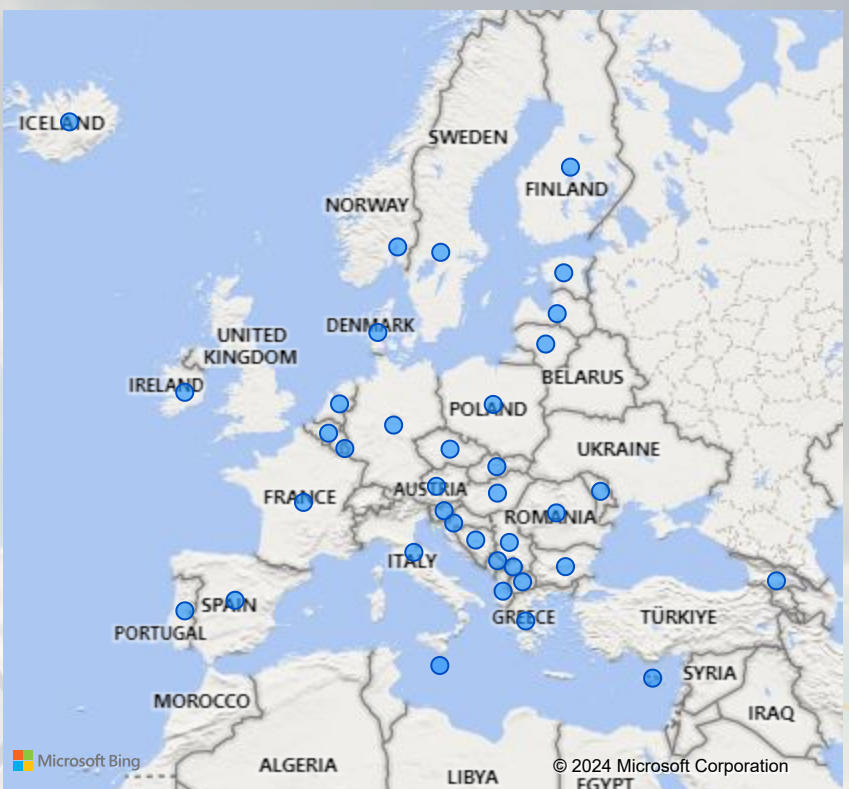 ICELAND
SWEDEN
FINLAND
NORWAY
DENMARK
UNITED
KINGDOM
IRELAND
BELARUS
POLAND
UKRAINE
FRANCE
AUSTRIA
ROMANIA
ITALY
SPAIN
GREECE
TÜRKIYE
PORTUGAL
SYRIA
MOROCCO
IRAQ
Microsoft Bing
ALGERIA
© 2024 Microsoft Corporation
LIBYA
EGYPT